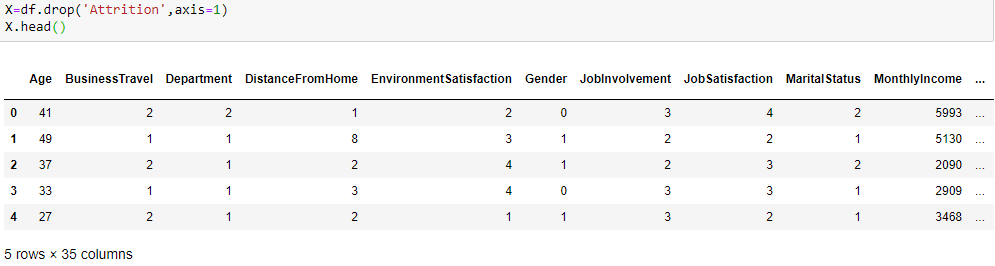 X=df.drop('Attrition',axis=1)
X.head()
Age BusinessTravel Department DistanceFromHome EnvironmentSatisfaction Gender JobInvolvement JobSatisfaction MaritalStatus MonthlyIncome ...
0 41 2 2 1 2 0 3 4 2 5993 ...
1 49 1 1 8 3 1 2 2 1 5130 ...
2 37 2 1 2 4 1 2 3 2 2090 ...
3 33 1 1 3 4 0 3 3 1 2909 ...
4 27 2 1 2 1 1 3 2 1 3468 ...
5 rows × 35 columns